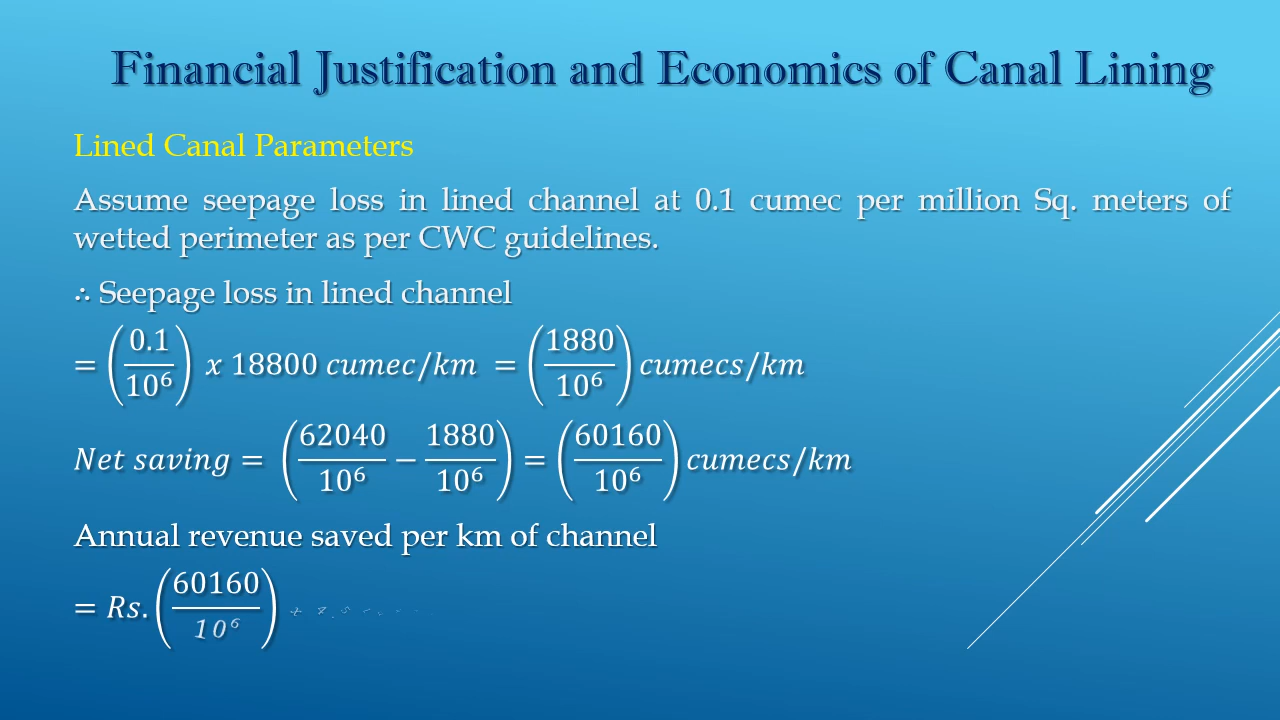 Financial Justification and Economics of Canal Lining
Lined Canal Parameters
Assume seepage loss in lined channel at 0.1 cumec per million Sq. meters of
wetted perimeter as per CWC guidelines.
∴ Seepage loss in lined channel
= (0.1/10⁶) x 18800 cumec/km = (1880/10⁶) cumecs/km
Net saving = (62040/10⁶ − 1880/10⁶) = (60160/10⁶) cumecs/km
Annual revenue saved per km of channel
= Rs. (60160/10⁶)